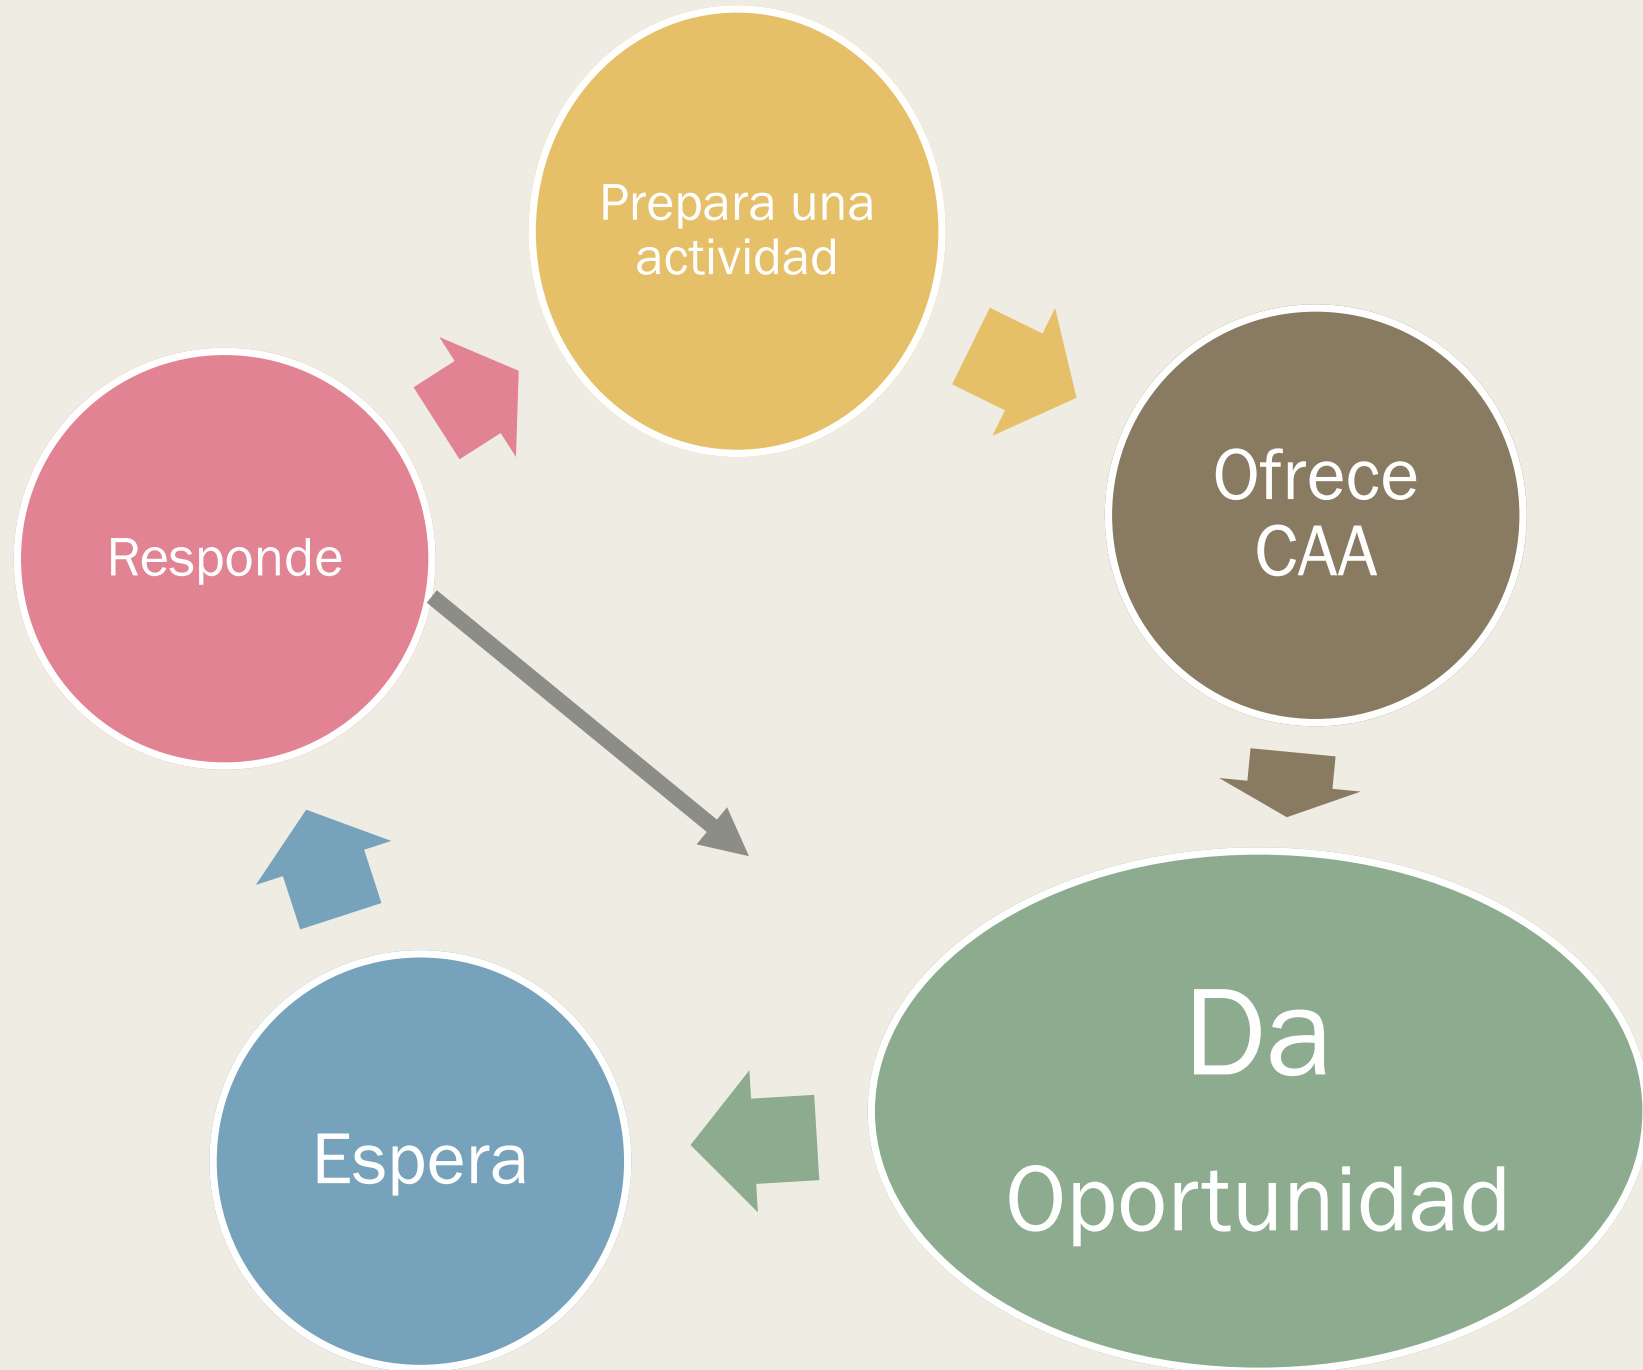 Prepara una
actividad
Ofrece
CAA
Da
Oportunidad
Espera
Responde